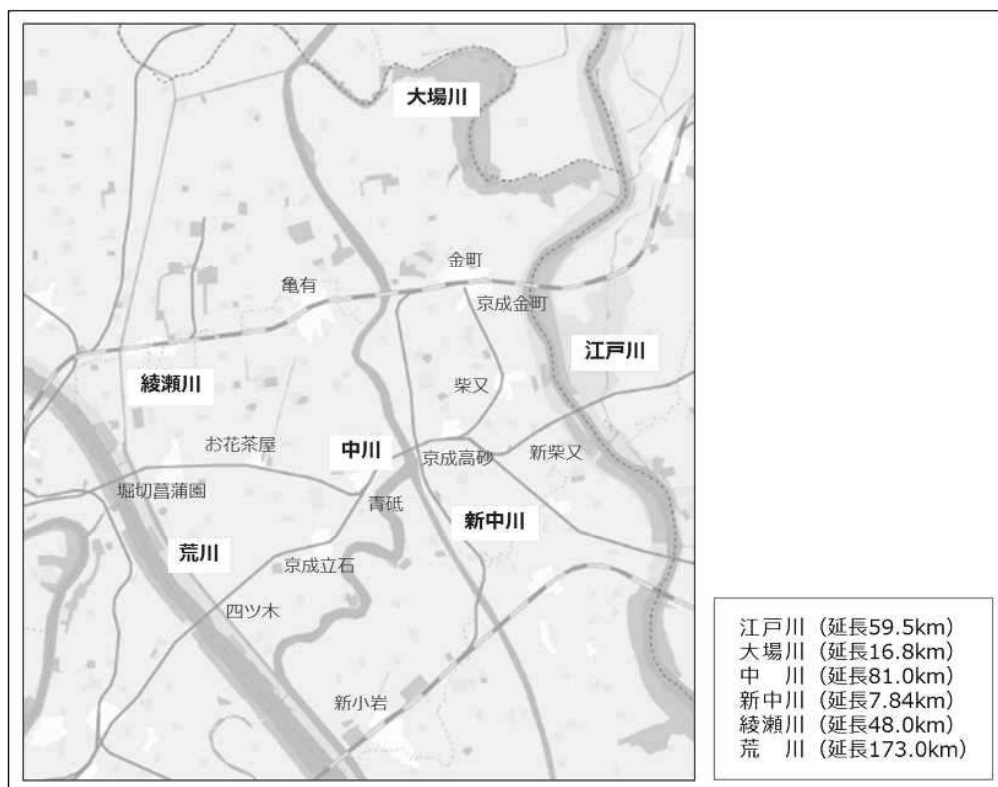 大場川
金町
亀有
京成金町
江戸川
綾瀬川
柴又
お花茶屋
中川
京成高砂
新柴又
堀切菖蒲園
青砥
新中川
荒川
京成立石
四ツ木
新小岩
江戸川（延長59.5km）
大場川（延長16.8km）
中　川（延長81.0km）
新中川（延長7.84km）
綾瀬川（延長48.0km）
荒　川（延長173.0km）